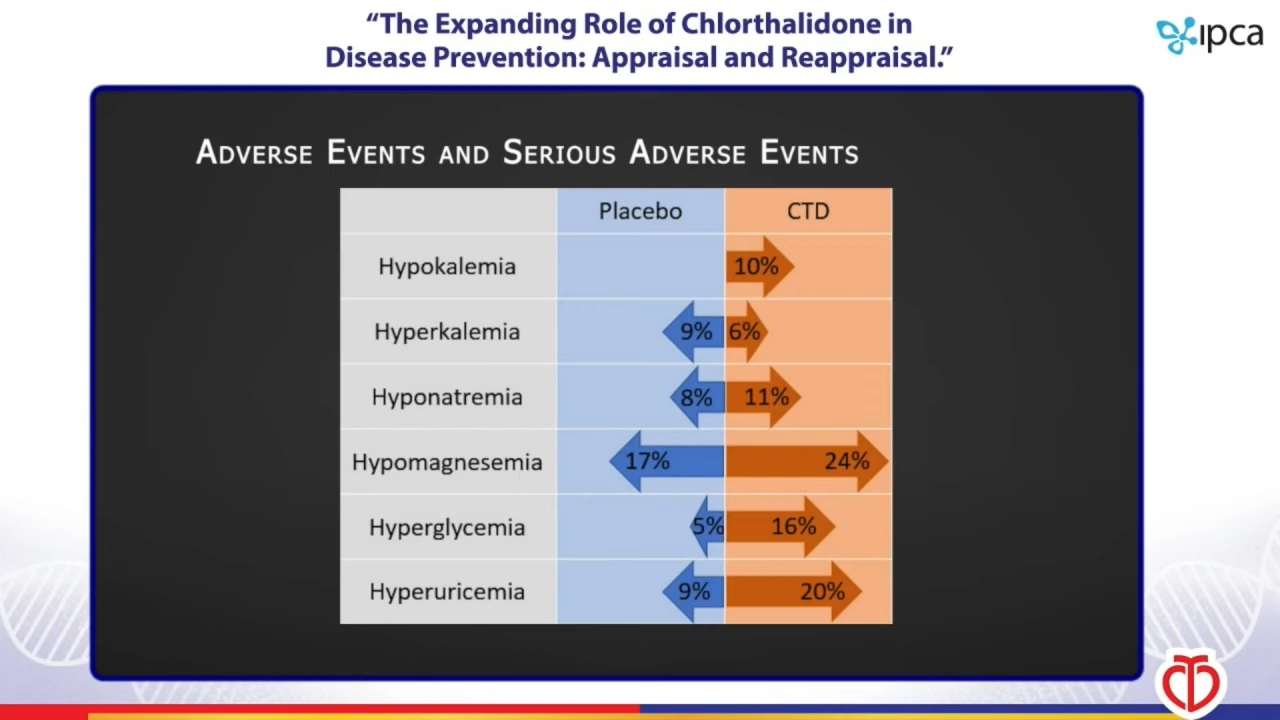 “The Expanding Role of Chlorthalidone in
Disease Prevention: Appraisal and Reappraisal.”
ipca
Adverse Events and Serious Adverse Events
Placebo CTD
Hypokalemia 10%
Hyperkalemia 9% 6%
Hyponatremia 8% 11%
Hypomagnesemia 17% 24%
Hyperglycemia 5% 16%
Hyperuricemia 9% 20%